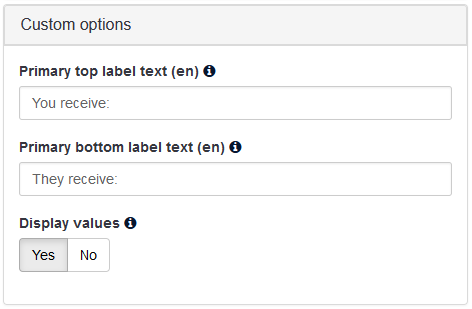 Custom options
Primary top label text (en)
You receive:
Primary bottom label text (en)
They receive:
Display values
Yes No